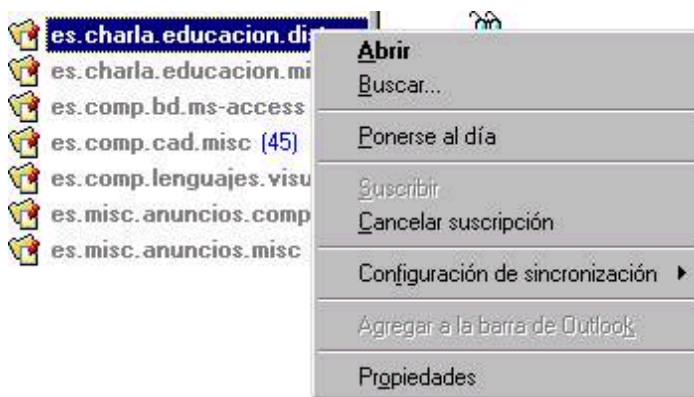 es.charla.educacion.dis
es.charla.educacion.mi
es.comp.bd.ms-access
es.comp.cad.misc (45)
es.comp.lenguajes.visu
es.misc.anuncios.comp
es.misc.anuncios.misc
Abrir
Buscar...
Ponerse al día
Suscribir
Cancelar suscripción
Configuración de sincronización
Agregar a la barra de Outlook
Propiedades